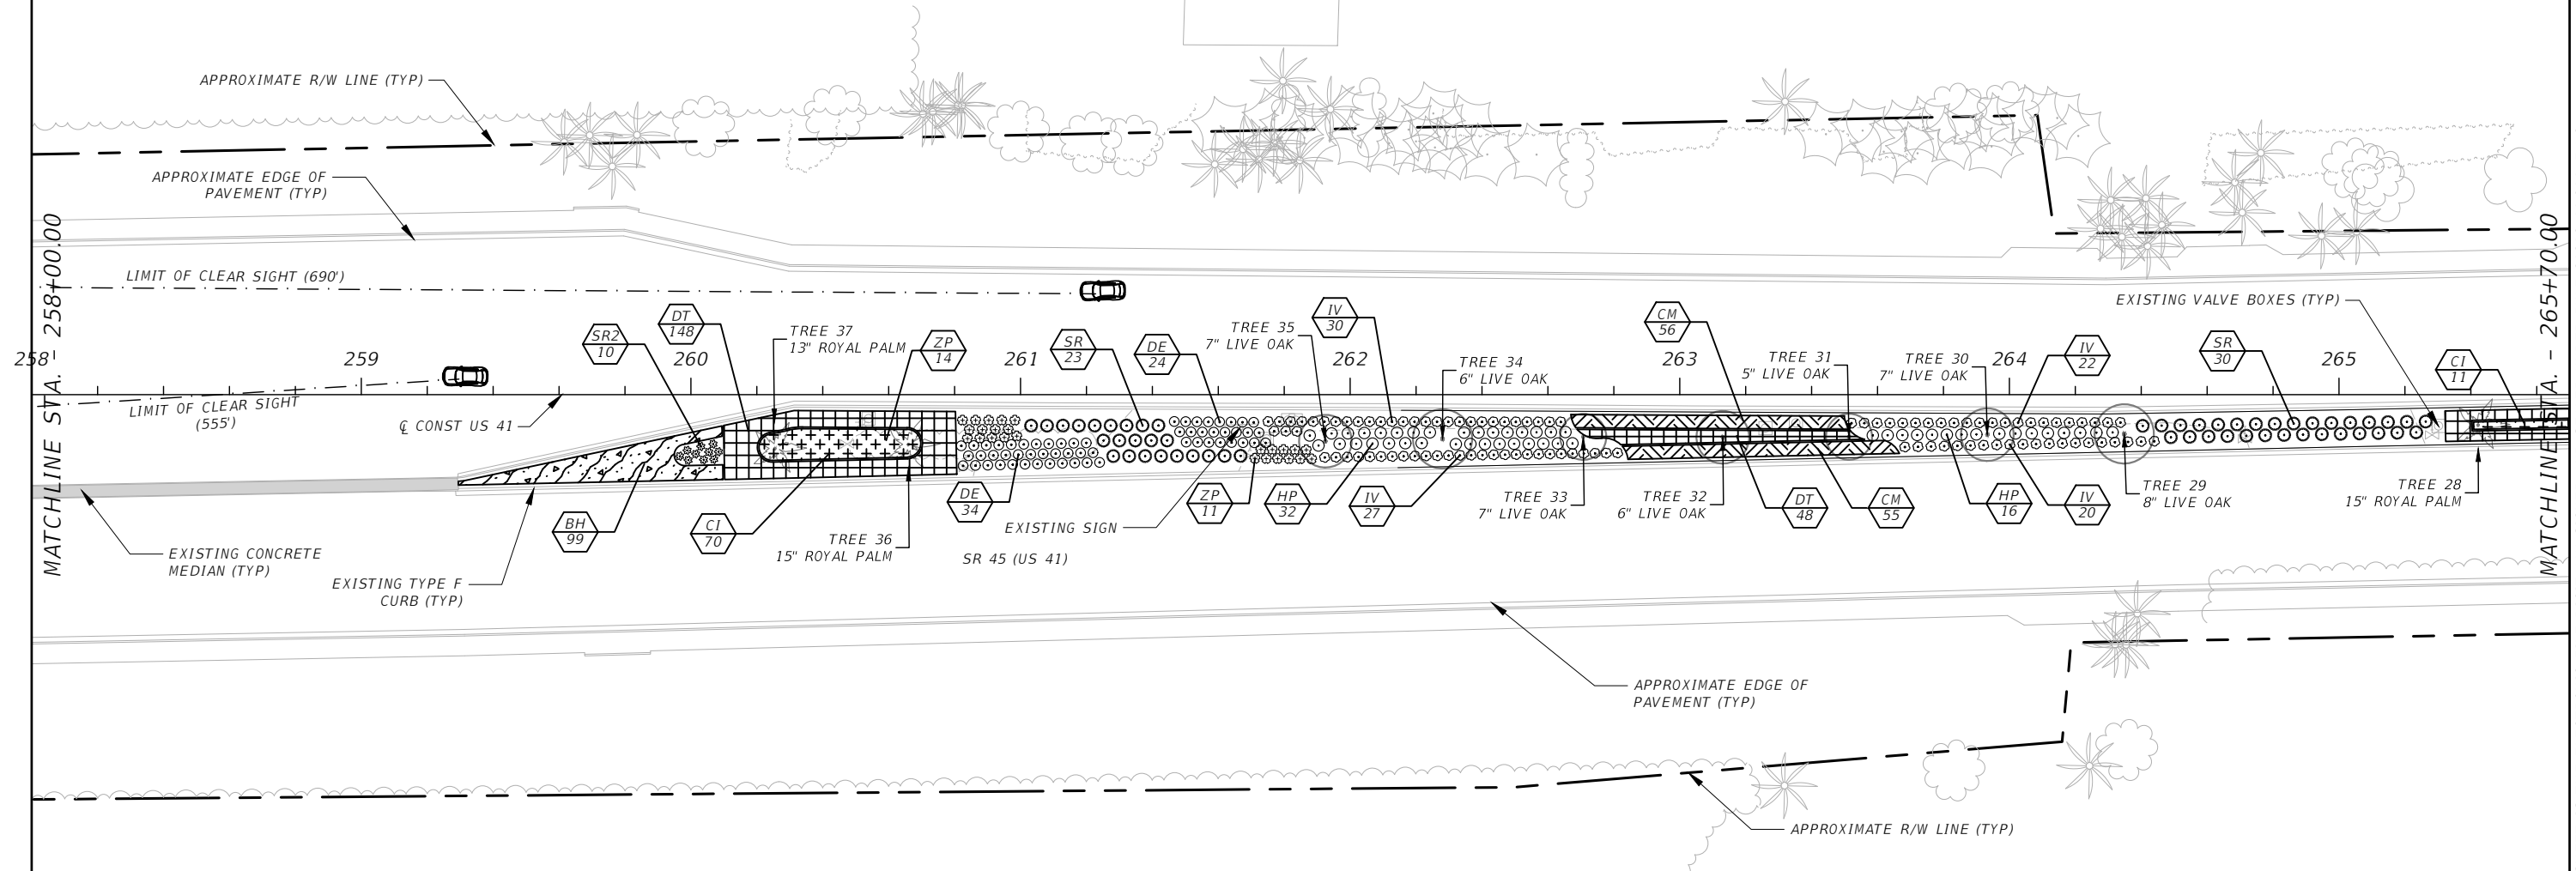 APPROXIMATE R/W LINE (TYP)
APPROXIMATE EDGE OF
PAVEMENT (TYP)
LIMIT OF CLEAR SIGHT (690')
MATCHLINE STA. - 258+00.00
258
259
260
261
262
263
264
265
LIMIT OF CLEAR SIGHT
(555')
℄ CONST US 41
SR2
10
DT
148
TREE 37
13" ROYAL PALM
ZP
14
SR
23
DE
24
TREE 35
7" LIVE OAK
IV
30
TREE 34
6" LIVE OAK
CM
56
TREE 31
5" LIVE OAK
TREE 30
7" LIVE OAK
IV
22
EXISTING VALVE BOXES (TYP)
SR
30
CI
11
MATCHLINE STA. - 265+70.00
EXISTING CONCRETE
MEDIAN (TYP)
EXISTING TYPE F
CURB (TYP)
BH
99
CI
70
TREE 36
15" ROYAL PALM
DE
34
EXISTING SIGN
SR 45 (US 41)
ZP
11
HP
32
IV
27
TREE 33
7" LIVE OAK
TREE 32
6" LIVE OAK
DT
48
CM
55
HP
16
IV
20
TREE 29
8" LIVE OAK
TREE 28
15" ROYAL PALM
APPROXIMATE EDGE OF
PAVEMENT (TYP)
APPROXIMATE R/W LINE (TYP)